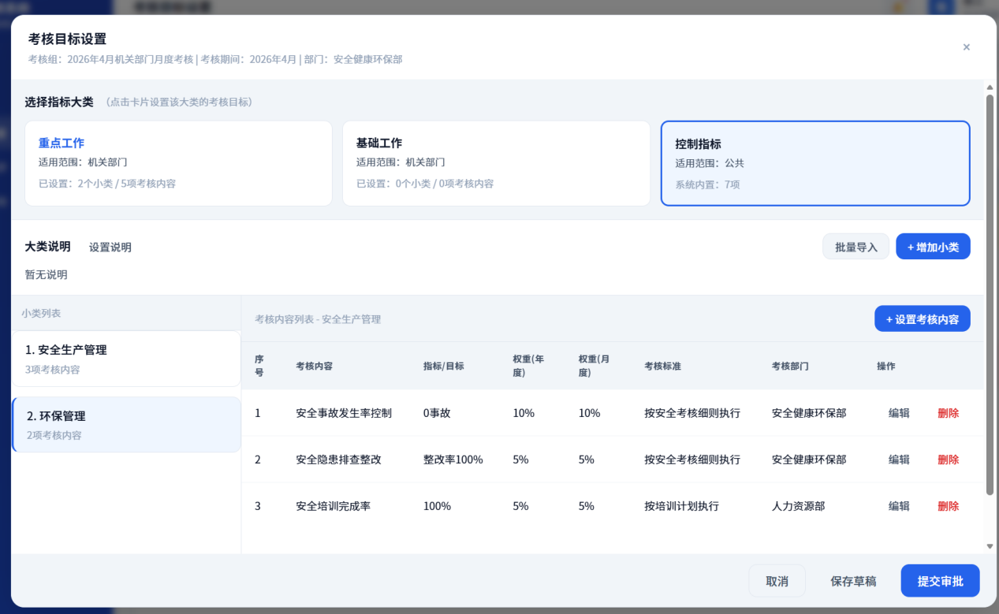 考核目标设置
考核组：2026年4月机关部门月度考核 | 考核期间：2026年4月 | 部门：安全健康环保部
×
选择指标大类 （点击卡片设置该大类的考核目标）
重点工作
适用范围：机关部门
已设置：2个小类 / 5项考核内容
基础工作
适用范围：机关部门
已设置：0个小类 / 0项考核内容
控制指标
适用范围：公共
系统内置：7项
大类说明 设置说明 批量导入 + 增加小类
暂无说明
小类列表
1. 安全生产管理
3项考核内容
2. 环保管理
2项考核内容
考核内容列表 - 安全生产管理 + 设置考核内容
序号 考核内容 指标/目标 权重(年度) 权重(月度) 考核标准 考核部门 操作
1 安全事故发生率控制 0事故 10% 10% 按安全考核细则执行 安全健康环保部 编辑 删除
2 安全隐患排查整改 整改率100% 5% 5% 按安全考核细则执行 安全健康环保部 编辑 删除
3 安全培训完成率 100% 5% 5% 按培训计划执行 人力资源部 编辑 删除
取消 保存草稿 提交审批